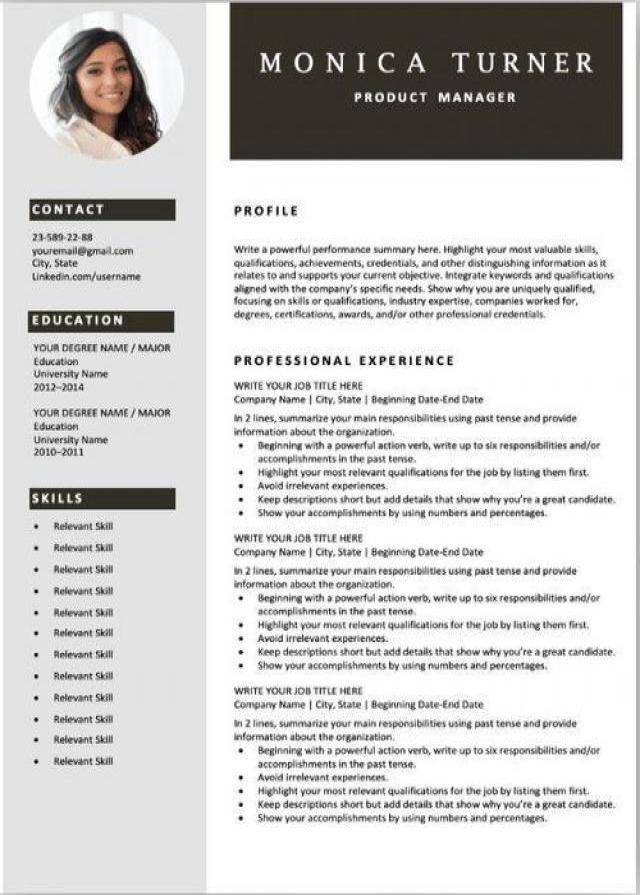 MONICA TURNER
PRODUCT MANAGER
CONTACT
23-589-22-88
youremail@gmail.com
City, State
Linkedin.com/username
EDUCATION
YOUR DEGREE NAME / MAJOR
Education
University Name
2012–2014
YOUR DEGREE NAME / MAJOR
Education
University Name
2010–2011
SKILLS
• Relevant Skill
• Relevant Skill
• Relevant Skill
• Relevant Skill
• Relevant Skill
• Relevant Skill
• Relevant Skill
• Relevant Skill
• Relevant Skill
• Relevant Skill
• Relevant Skill
• Relevant Skill
PROFILE
Write a powerful performance summary here. Highlight your most valuable skills,
qualifications, achievements, credentials, and other distinguishing information as it
relates to and supports your current objective. Integrate keywords and qualifications
aligned with the company's specific needs. Show why you are uniquely qualified,
focusing on skills or qualifications, industry expertise, companies worked for,
degrees, certifications, awards, and/or other professional credentials.
PROFESSIONAL EXPERIENCE
WRITE YOUR JOB TITLE HERE
Company Name | City, State | Beginning Date-End Date
In 2 lines, summarize your main responsibilities using past tense and provide
information about the organization.
• Beginning with a powerful action verb, write up to six responsibilities and/or
accomplishments in the past tense.
• Highlight your most relevant qualifications for the job by listing them first.
• Avoid irrelevant experiences.
• Keep descriptions short but add details that show why you're a great candidate.
• Show your accomplishments by using numbers and percentages.
WRITE YOUR JOB TITLE HERE
Company Name | City, State | Beginning Date-End Date
In 2 lines, summarize your main responsibilities using past tense and provide
information about the organization.
• Beginning with a powerful action verb, write up to six responsibilities and/or
accomplishments in the past tense.
• Highlight your most relevant qualifications for the job by listing them first.
• Avoid irrelevant experiences.
• Keep descriptions short but add details that show why you're a great candidate.
• Show your accomplishments by using numbers and percentages.
WRITE YOUR JOB TITLE HERE
Company Name | City, State | Beginning Date-End Date
In 2 lines, summarize your main responsibilities using past tense and provide
information about the organization.
• Beginning with a powerful action verb, write up to six responsibilities and/or
accomplishments in the past tense.
• Avoid irrelevant experiences.
• Highlight your most relevant qualifications for the job by listing them first.
• Keep descriptions short but add details that show why you're a great candidate.
• Show your accomplishments by using numbers and percentages.